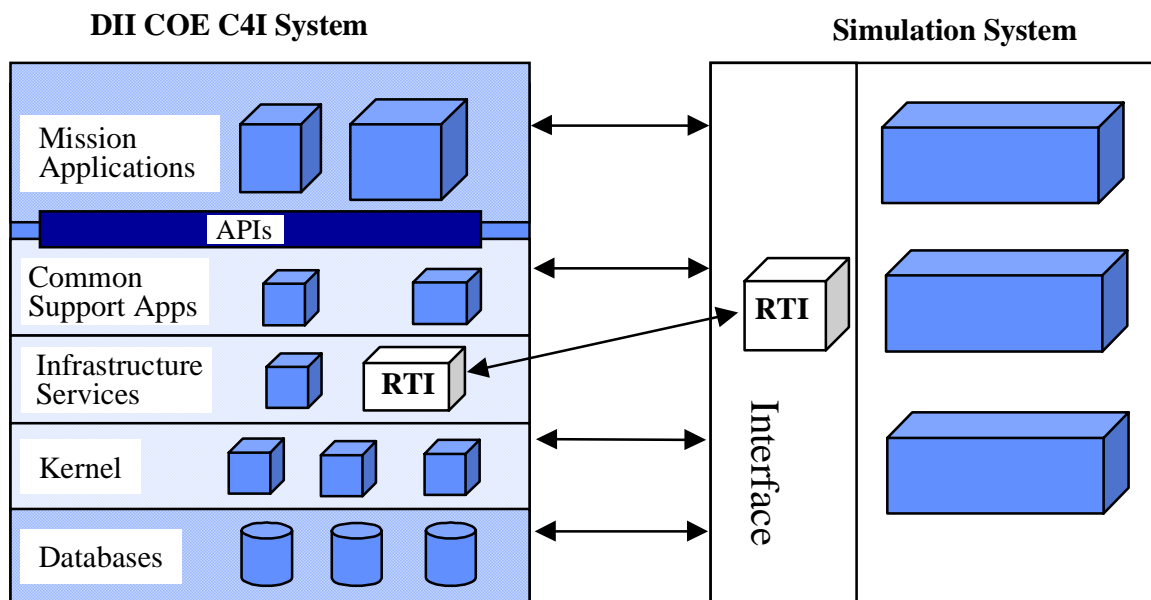 DII COE C4I System
Simulation System
Mission
Applications
APIs
Common
Support Apps
RTI
Infrastructure
Services
RTI
Interface
Kernel
Databases